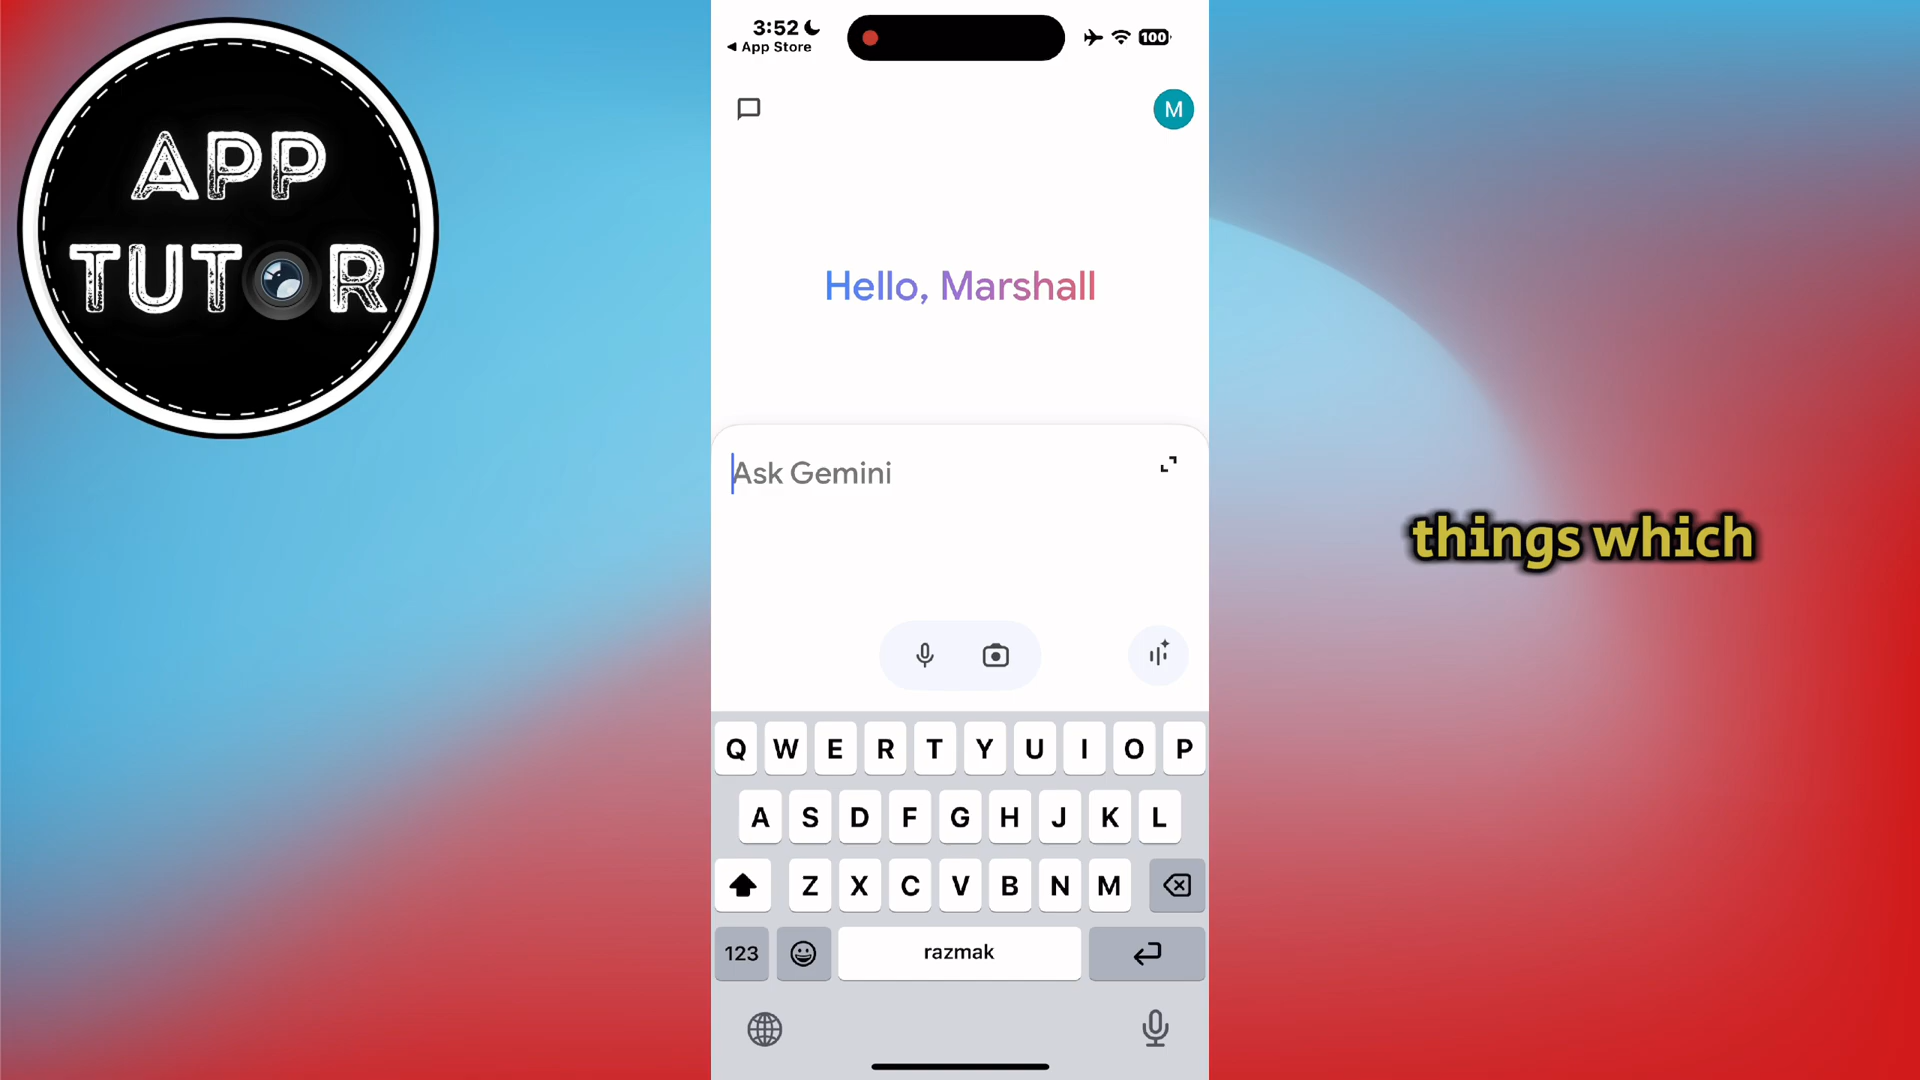 APP
TUTOR
3:52
100
◄ App Store
M
Hello, Marshall
Ask Gemini
things which
Q W E R T Y U I O P
A S D F G H J K L
Z X C V B N M
123
razmak